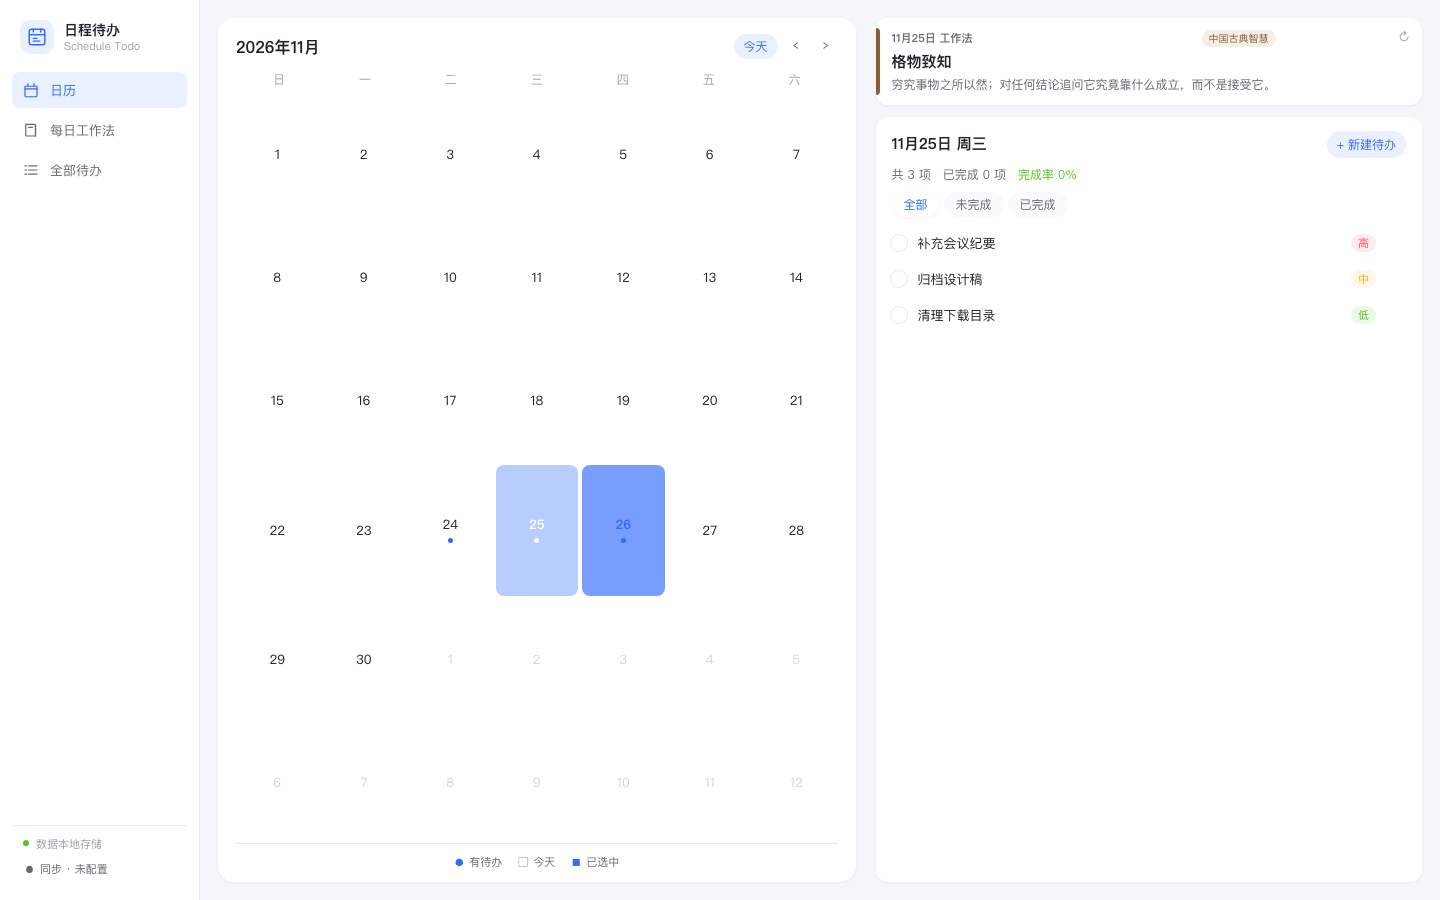 日程待办
Schedule Todo
日历
每日工作法
全部待办
数据本地存储
同步 · 未配置
2026年11月
今天 < >
日 一 二 三 四 五 六
1 2 3 4 5 6 7
8 9 10 11 12 13 14
15 16 17 18 19 20 21
22 23 24 25 26 27 28
29 30 1 2 3 4 5
6 7 8 9 10 11 12
有待办 今天 已选中
11月25日 工作法 中国古典智慧
格物致知
穷究事物之所以然；对任何结论追问它究竟靠什么成立，而不是接受它。
11月25日 周三 + 新建待办
共 3 项 已完成 0 项 完成率 0%
全部 未完成 已完成
补充会议纪要 高
归档设计稿 中
清理下载目录 低